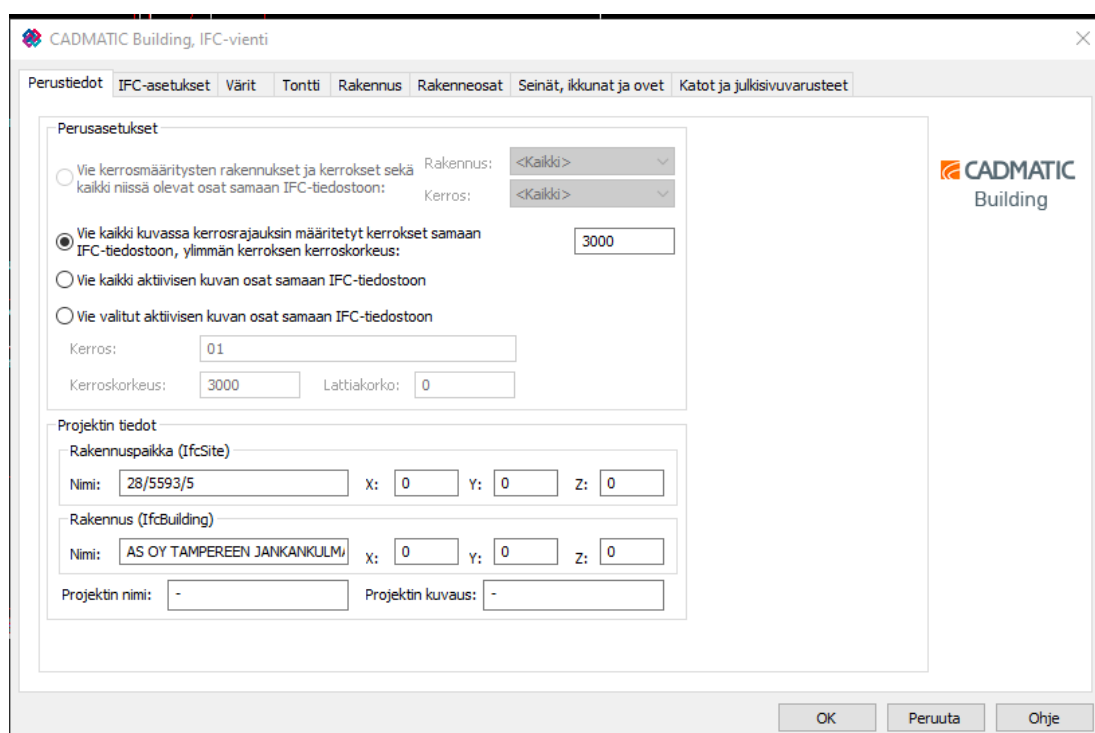 CADMATIC Building, IFC-vienti
Perustiedot IFC-asetukset Värit Tontti Rakennus Rakenneosat Seinät, ikkunat ja ovet Katot ja julkisivuvarusteet
Perusasetukset
Vie kerrosmääritysten rakennukset ja kerrokset sekä
kaikki niissä olevat osat samaan IFC-tiedostoon:
Rakennus: <Kaikki>
Kerros: <Kaikki>
CADMATIC
Building
Vie kaikki kuvassa kerrosrajauksin määritetyt kerrokset samaan
IFC-tiedostoon, ylimmän kerroksen kerroskorkeus:
3000
Vie kaikki aktiivisen kuvan osat samaan IFC-tiedostoon
Vie valitut aktiivisen kuvan osat samaan IFC-tiedostoon
Kerros: 01
Kerroskorkeus: 3000 Lattiakorko: 0
Projektin tiedot
Rakennuspaikka (IfcSite)
Nimi: 28/5593/5 X: 0 Y: 0 Z: 0
Rakennus (IfcBuilding)
Nimi: AS OY TAMPEREEN JANKANKULMA X: 0 Y: 0 Z: 0
Projektin nimi: - Projektin kuvaus: -
OK Peruuta Ohje